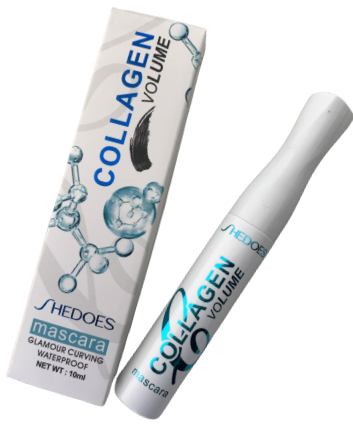 COLLAGEN
VOLUME
SHEDOES
mascara
GLAMOUR CURVING
WATERPROOF
NET WT : 10ml
SHEDOES
COLLAGEN
VOLUME
mascara